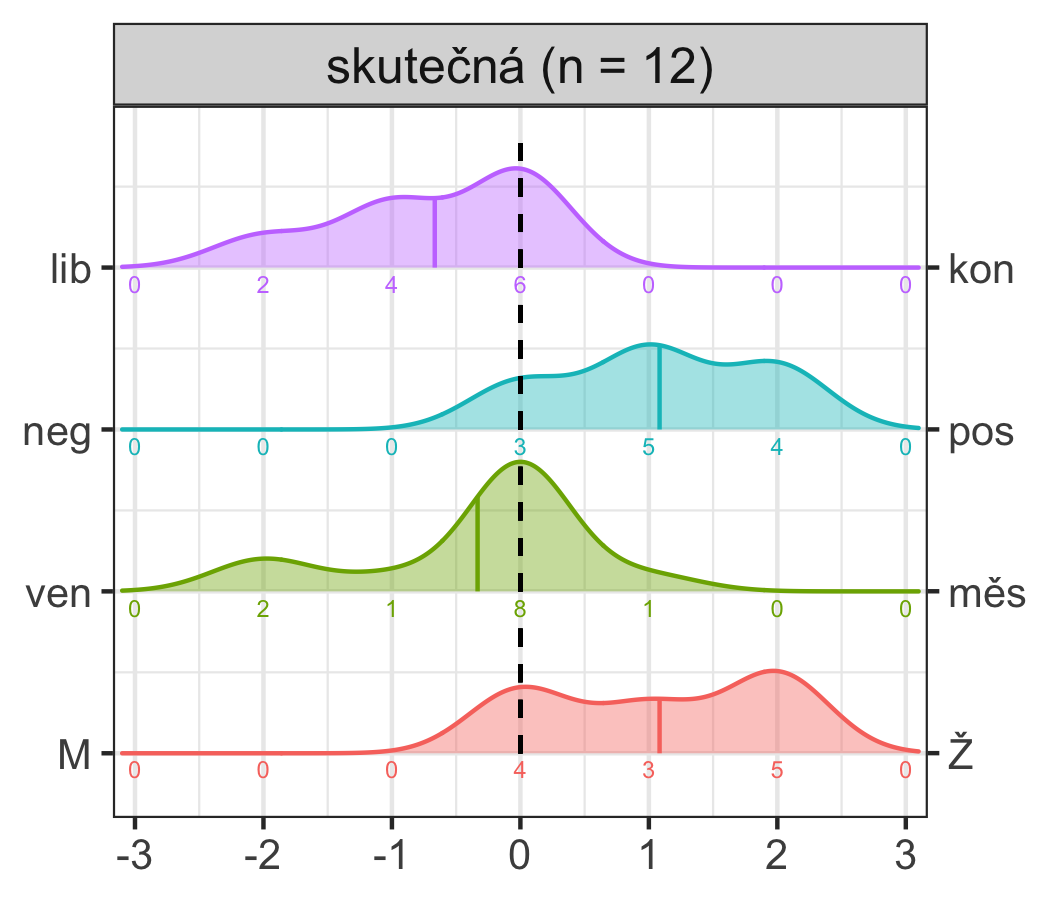 skutečná (n = 12)
lib kon
0 2 4 6 0 0 0
neg pos
0 0 0 3 5 4 0
ven měs
0 2 1 8 1 0 0
M Ž
0 0 0 4 3 5 0
-3 -2 -1 0 1 2 3